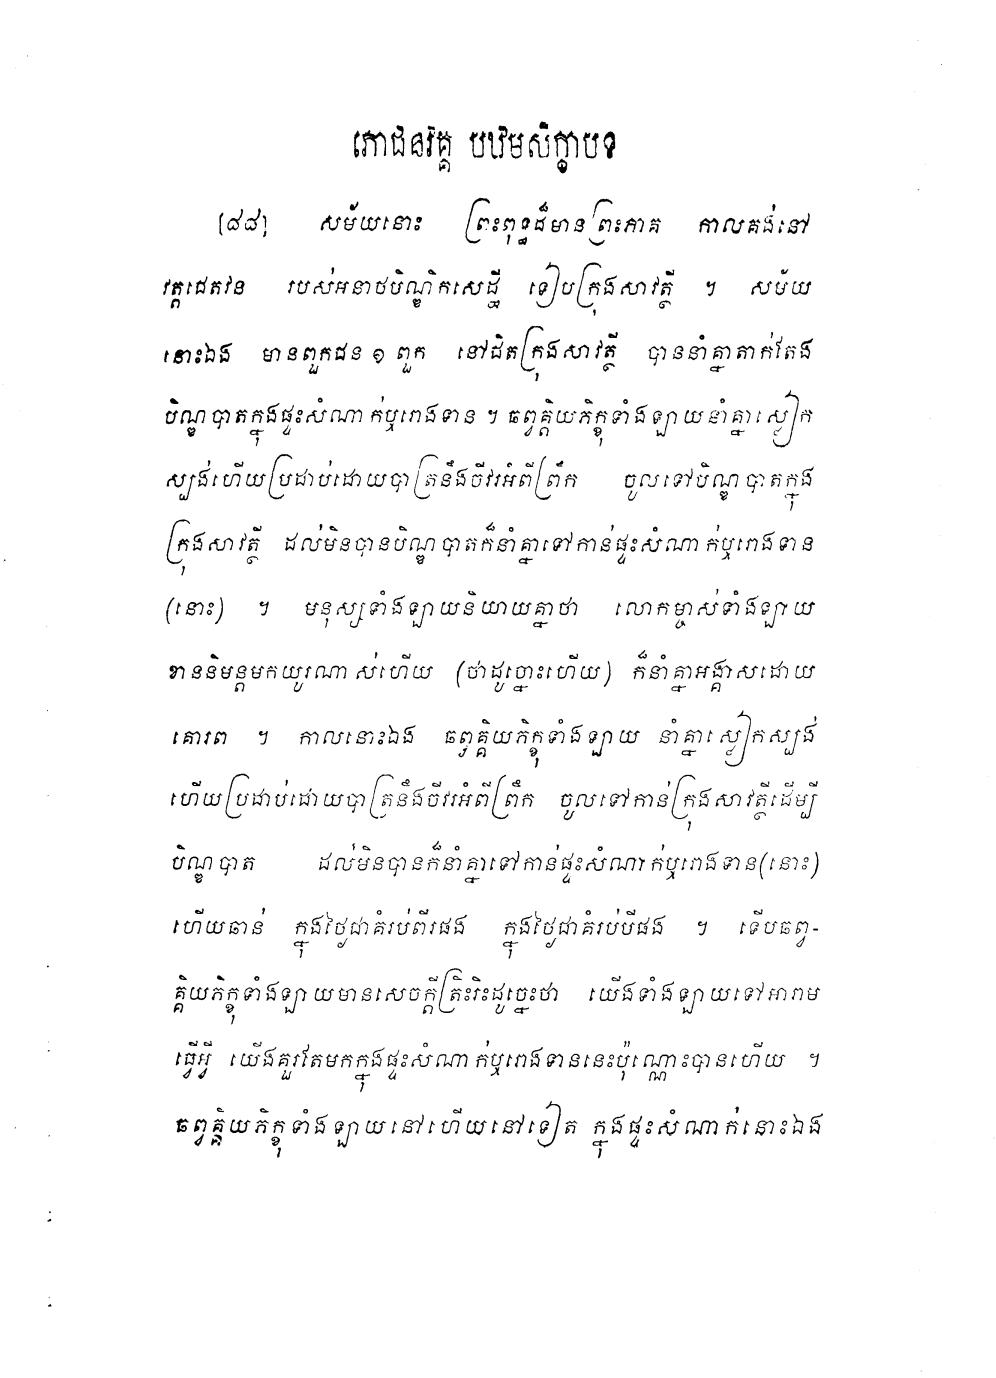 ភោជនវគ្គ បឋមសិក្ខាបទ
[៨៨] សម័យនោះ ព្រះពុទ្ធដ៏មានព្រះភាគ កាលគង់នៅ
វត្តជេតវន របស់អនាថបិណ្ឌិកសេដ្ឋី ទៀបក្រុងសាវត្ថី ។ សម័យ
នោះឯង មានពួកជន ១ ពួក នៅជិតក្រុងសាវត្ថី បាននាំគ្នាតាក់តែង
បិណ្ឌបាតក្នុងផ្ទះសំណាក់ឬរោងទាន ។ ឆព្វគ្គិយភិក្ខុទាំងឡាយនាំគ្នាស្លៀក
ស្បង់ហើយប្រដាប់ដោយបាត្រនឹងចីវរអំពីព្រឹក ចូលទៅបិណ្ឌបាតក្នុង
ក្រុងសាវត្ថី ដល់មិនបានបិណ្ឌបាតក៏នាំគ្នាទៅកាន់ផ្ទះសំណាក់ឬរោងទាន
(នោះ) ។ មនុស្សទាំងឡាយនិយាយគ្នាថា លោកម្ចាស់ទាំងឡាយ
ខាននិមន្តមកយូរណាស់ហើយ (ថាដូច្នោះហើយ) ក៏នាំគ្នាអង្គាសដោយ
គោរព ។ កាលនោះឯង ឆព្វគ្គិយភិក្ខុទាំងឡាយ នាំគ្នាស្លៀកស្បង់
ហើយប្រដាប់ដោយបាត្រនឹងចីវរអំពីព្រឹក ចូលទៅកាន់ក្រុងសាវត្ថីដើម្បី
បិណ្ឌបាត ដល់មិនបានក៏នាំគ្នាទៅកាន់ផ្ទះសំណាក់ឬរោងទាន(នោះ)
ហើយឆាន់ ក្នុងថ្ងៃជាគំរប់ពីរផង ក្នុងថ្ងៃជាគំរប់បីផង ។ ទើបឆព្វ-
គ្គិយភិក្ខុទាំងឡាយមានសេចក្តីត្រិះរិះដូច្នេះថា យើងទាំងឡាយទៅអារាម
ធ្វើអ្វី យើងគួរតែមកក្នុងផ្ទះសំណាក់ឬរោងទាននេះប៉ុណ្ណោះបានហើយ ។
ឆព្វគ្គិយភិក្ខុទាំងឡាយនៅហើយនៅទៀត ក្នុងផ្ទះសំណាក់នោះឯង